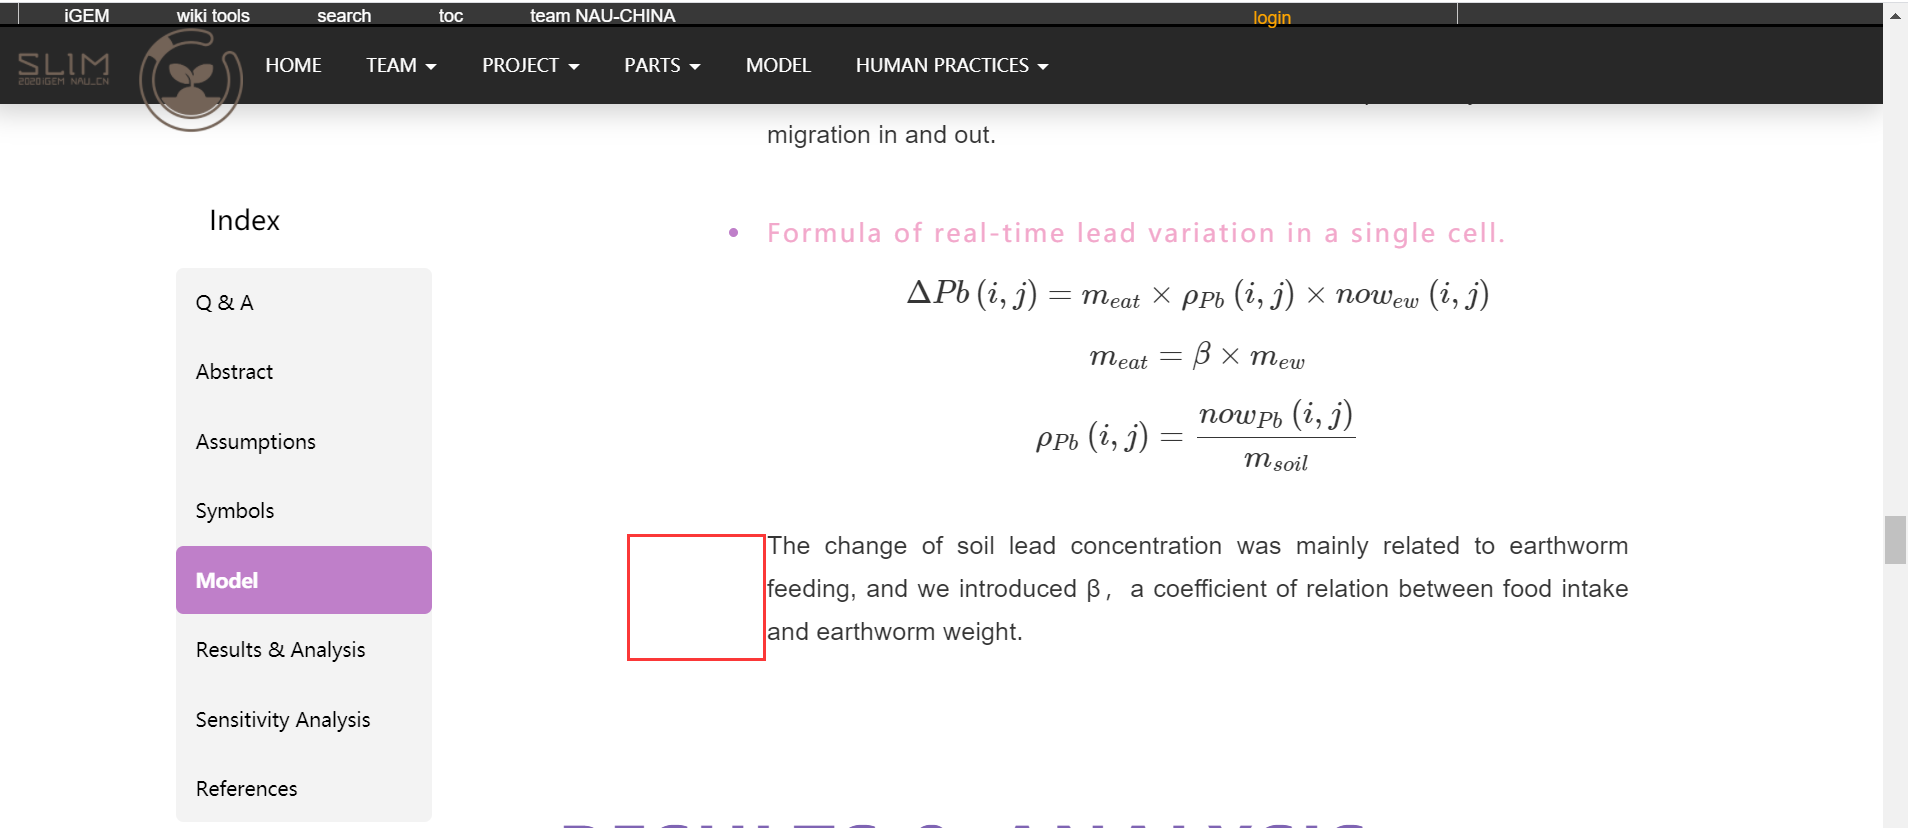 iGEM wiki tools search toc team NAU-CHINA login
SLIM
2020iGEM NAU_CN
HOME TEAM PROJECT PARTS MODEL HUMAN PRACTICES
migration in and out.
Index
Q & A
Abstract
Assumptions
Symbols
Model
Results & Analysis
Sensitivity Analysis
References
• Formula of real-time lead variation in a single cell.
ΔPb (i, j) = m_eat × ρ_Pb (i, j) × now_ew (i, j)
m_eat = β × m_ew
ρ_Pb (i, j) = now_Pb (i, j) / m_soil
The change of soil lead concentration was mainly related to earthworm
feeding, and we introduced β，a coefficient of relation between food intake
and earthworm weight.
RESULTS & ANALYSIS